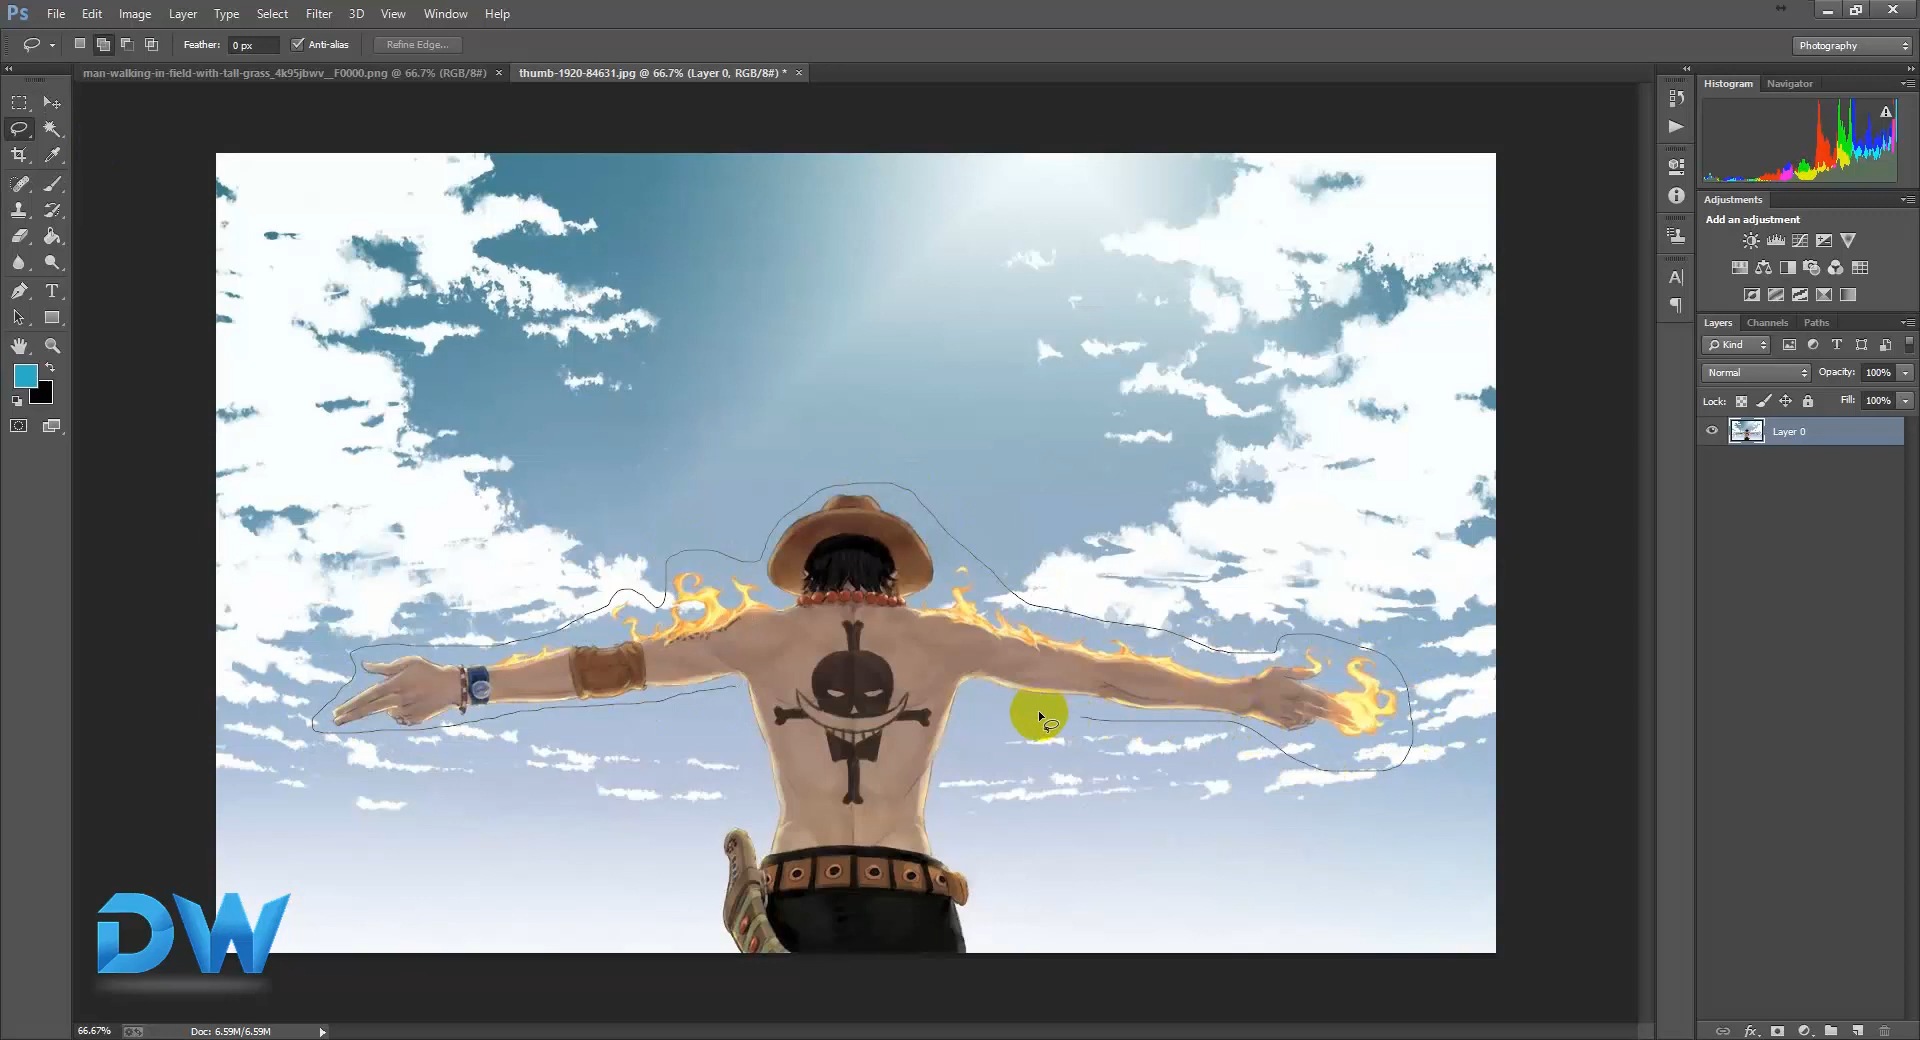 Ps File Edit Image Layer Type Select Filter 3D View Window Help
Feather: 0 px Anti-alias Refine Edge... Photography
man-walking-in-field-with-tall-grass_4k95jbwv__F0000.png @ 66.7% (RGB/8#) × thumb-1920-84631.jpg @ 66.7% (Layer 0, RGB/8#) * ×
Histogram Navigator
Adjustments
Add an adjustment
Layers Channels Paths
Kind
Normal Opacity: 100%
Lock: Fill: 100%
Layer 0
DW
66.67% Doc: 6.59M/6.59M